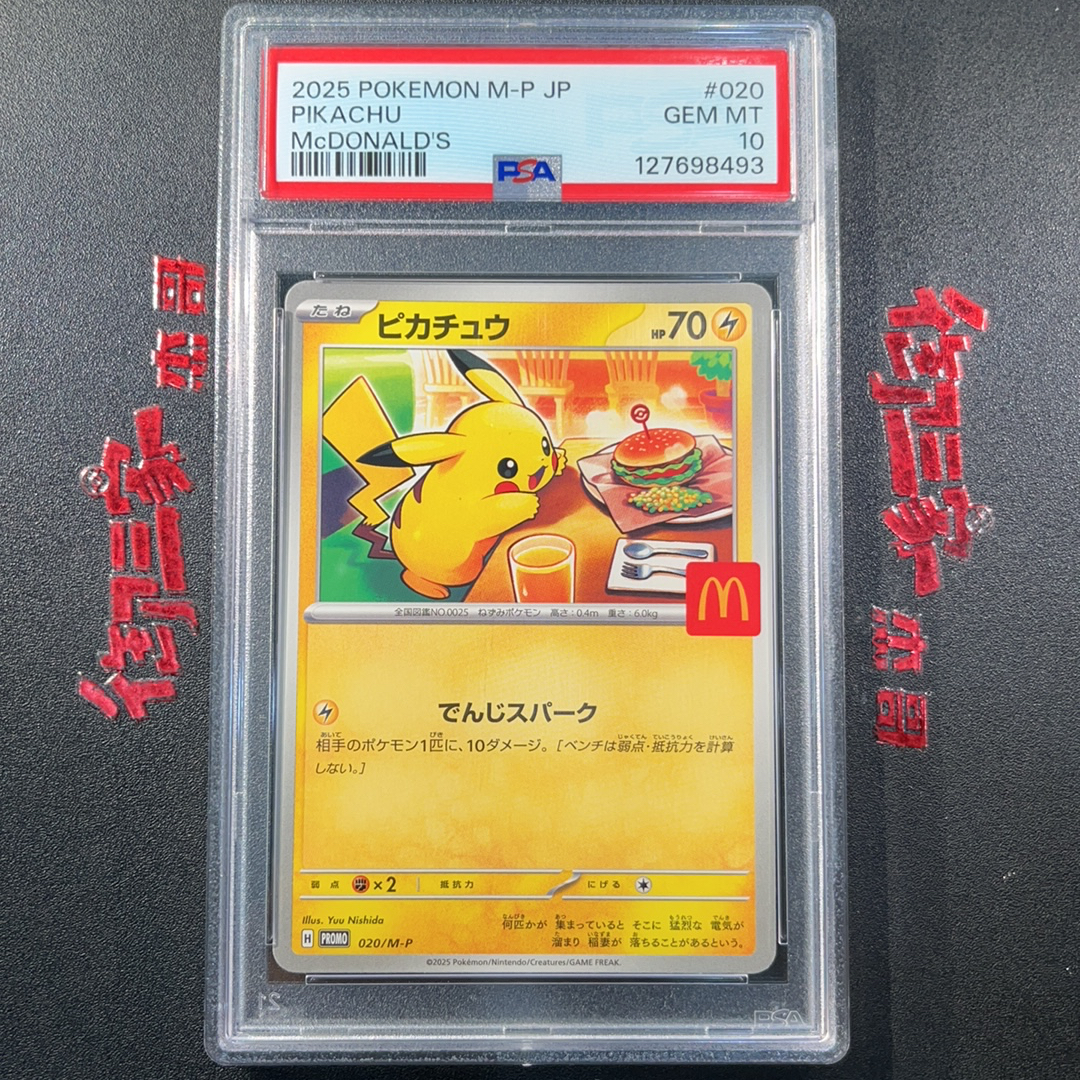 2025 POKEMON M-P JP
#020
PIKACHU
GEM MT
McDONALD'S
10
PSA
127698493
たね
ピカチュウ
HP70
全国図鑑NO.0025 ねずみポケモン 高さ:0.4m 重さ:6.0kg
でんじスパーク
相手のポケモン1匹に、10ダメージ。[ベンチは弱点・抵抗力を計算
しない。]
弱点 ×2 抵抗力 にげる
Illus. Yuu Nishida
何匹かが 集まっていると そこに 猛烈な 電気が
溜まり 稲妻が 落ちることがあるという。
H PROMO 020/M-P
©2025 Pokémon/Nintendo/Creatures/GAME FREAK.
PSA